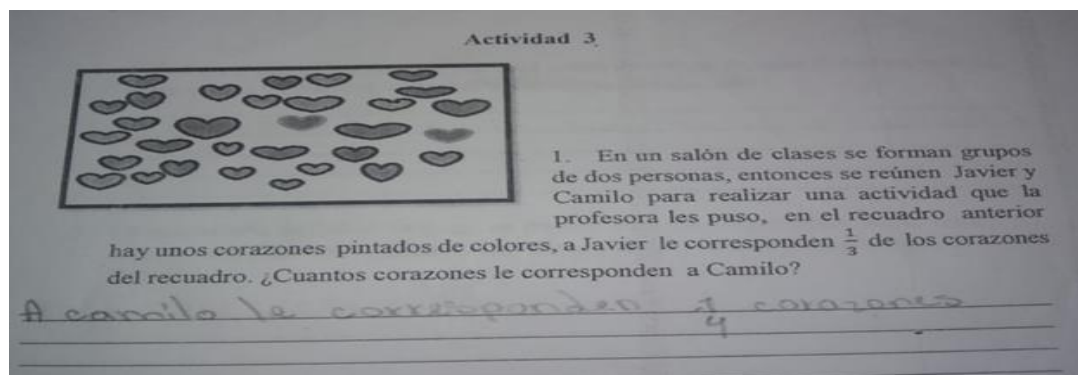 Actividad 3
1. En un salón de clases se forman grupos
de dos personas, entonces se reúnen Javier y
Camilo para realizar una actividad que la
profesora les puso, en el recuadro anterior
hay unos corazones pintados de colores, a Javier le corresponden 1/3 de los corazones
del recuadro. ¿Cuantos corazones le corresponden a Camilo?
A camilo le corresponden 1/4 corazones